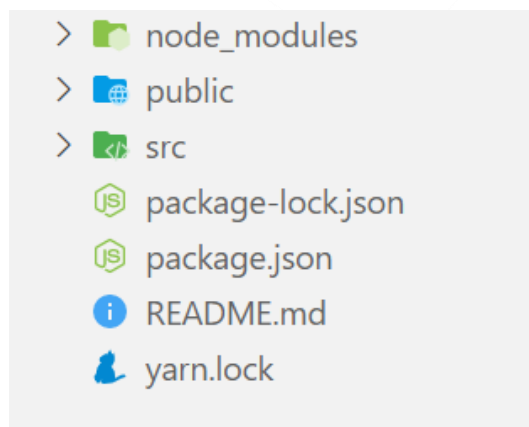 node_modules
public
src
package-lock.json
package.json
README.md
yarn.lock